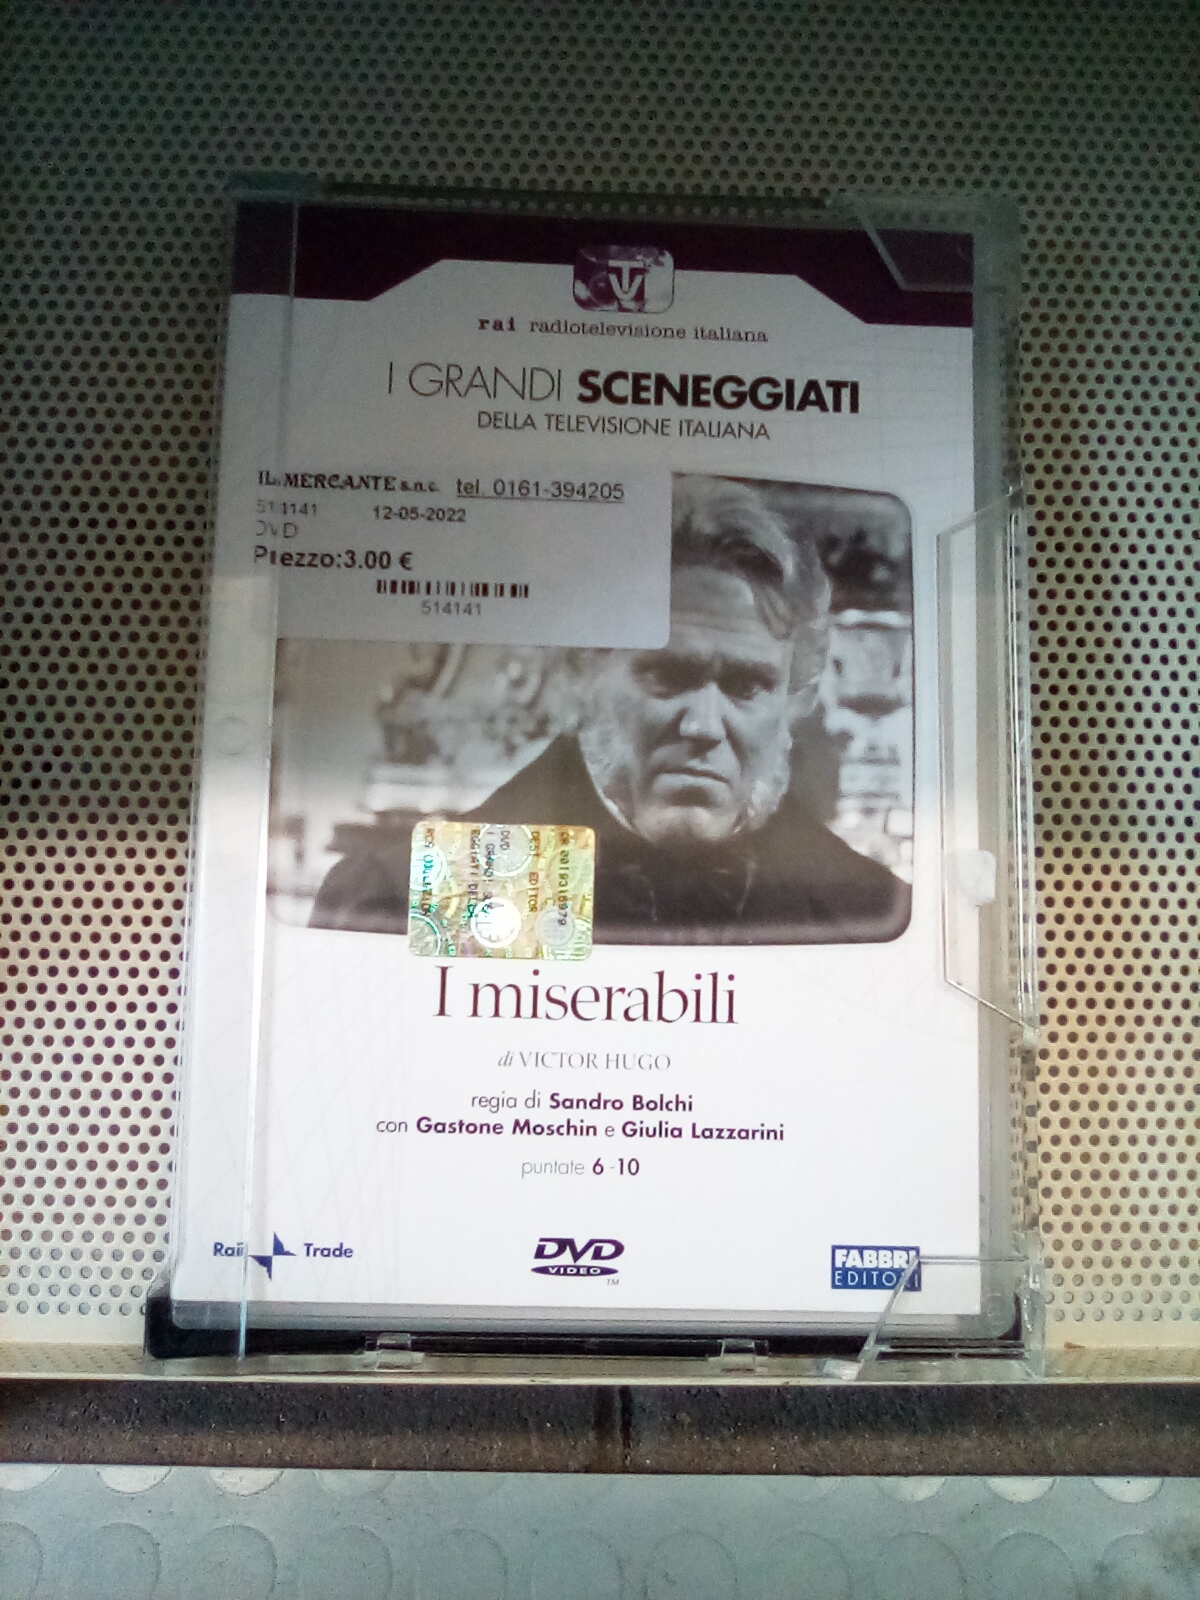 TV
rai radiotelevisione italiana
I GRANDI SCENEGGIATI
DELLA TELEVISIONE ITALIANA
IL MERCANTE s.n.c. tel. 0161-394205
514141 12-05-2022
DVD
Prezzo:3.00 €
514141
I miserabili
di VICTOR HUGO
regia di Sandro Bolchi
con Gastone Moschin e Giulia Lazzarini
puntate 6 -10
Rai Trade
DVD
VIDEO
TM
FABBRI
EDITORI